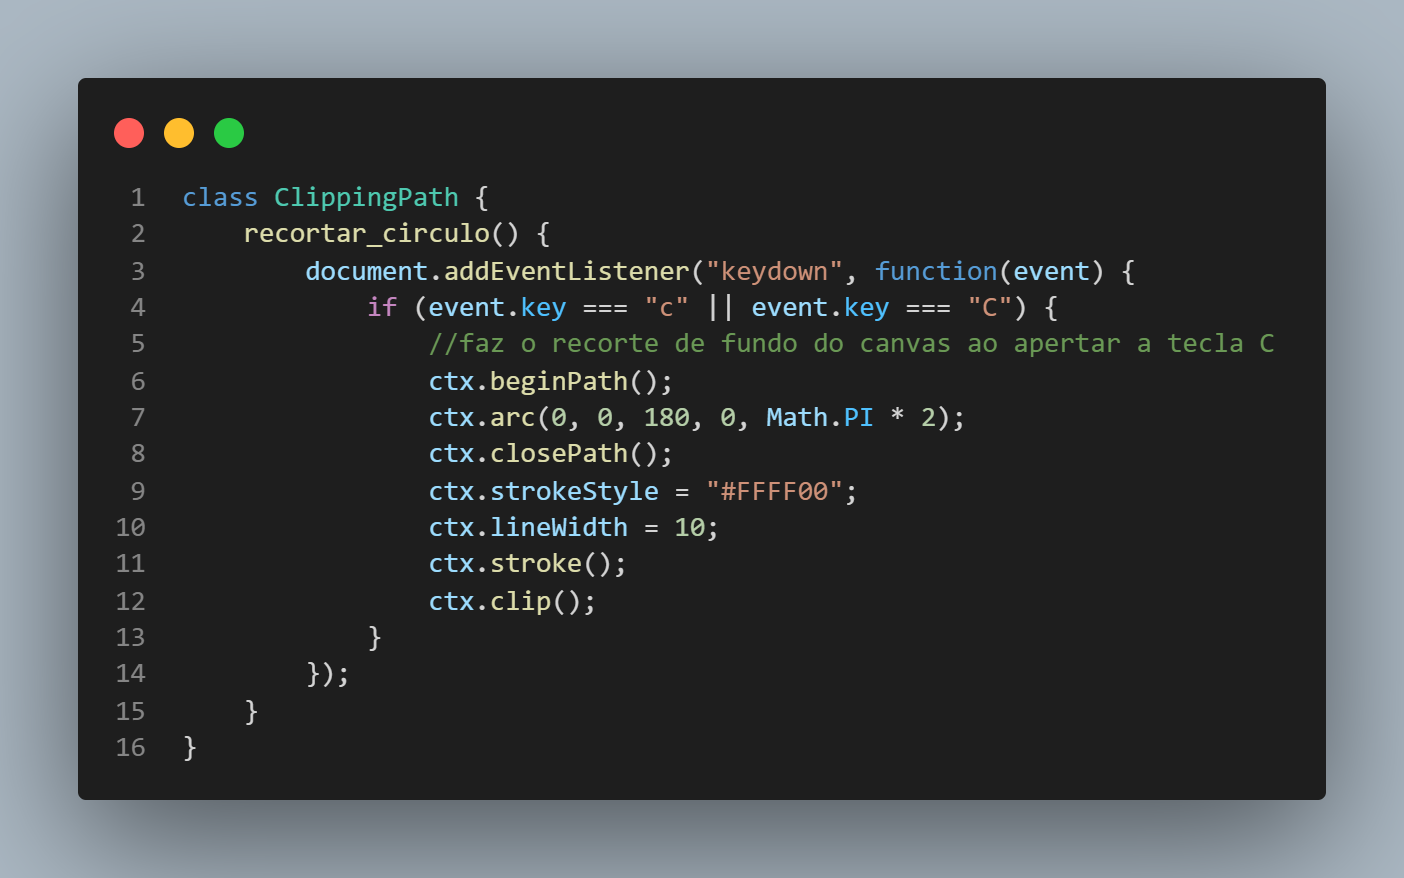 1 class ClippingPath {
2     recortar_circulo() {
3         document.addEventListener("keydown", function(event) {
4             if (event.key === "c" || event.key === "C") {
5                 //faz o recorte de fundo do canvas ao apertar a tecla C
6                 ctx.beginPath();
7                 ctx.arc(0, 0, 180, 0, Math.PI * 2);
8                 ctx.closePath();
9                 ctx.strokeStyle = "#FFFF00";
10                 ctx.lineWidth = 10;
11                 ctx.stroke();
12                 ctx.clip();
13             }
14         });
15     }
16 }